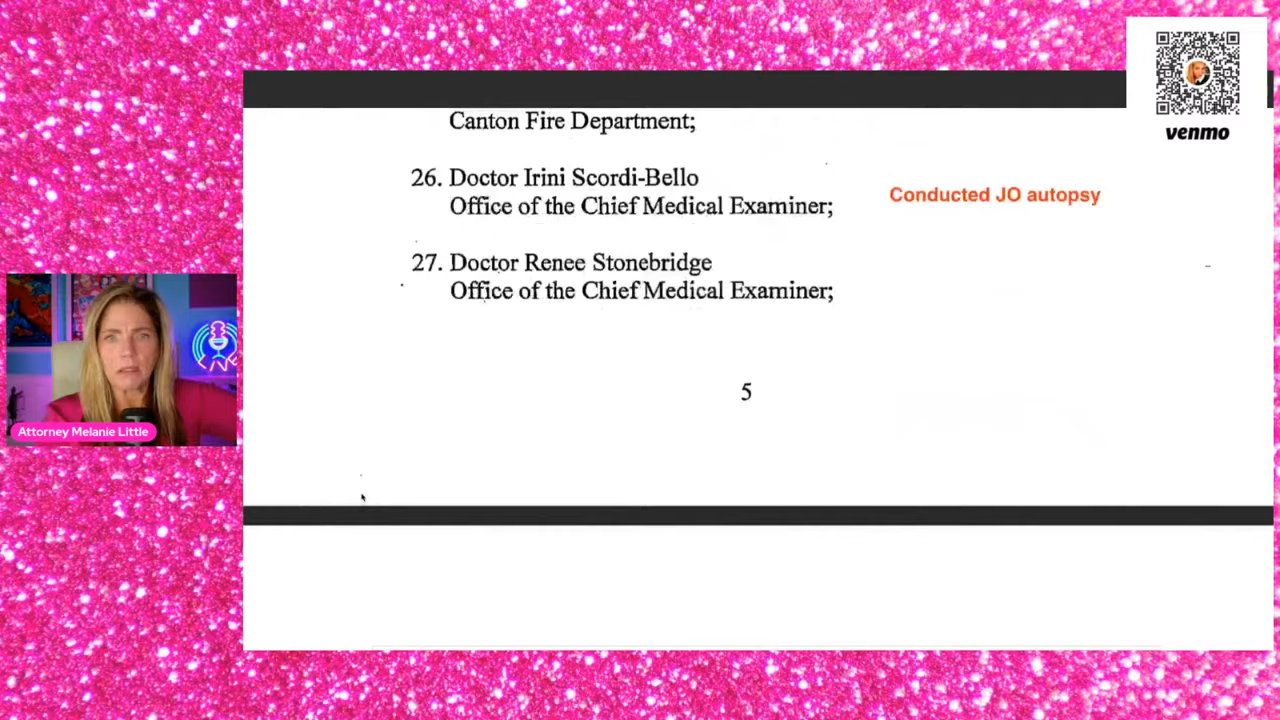 venmo
Canton Fire Department;
26. Doctor Irini Scordi-Bello
Office of the Chief Medical Examiner;
Conducted JO autopsy
27. Doctor Renee Stonebridge
Office of the Chief Medical Examiner;
5
Attorney Melanie Little